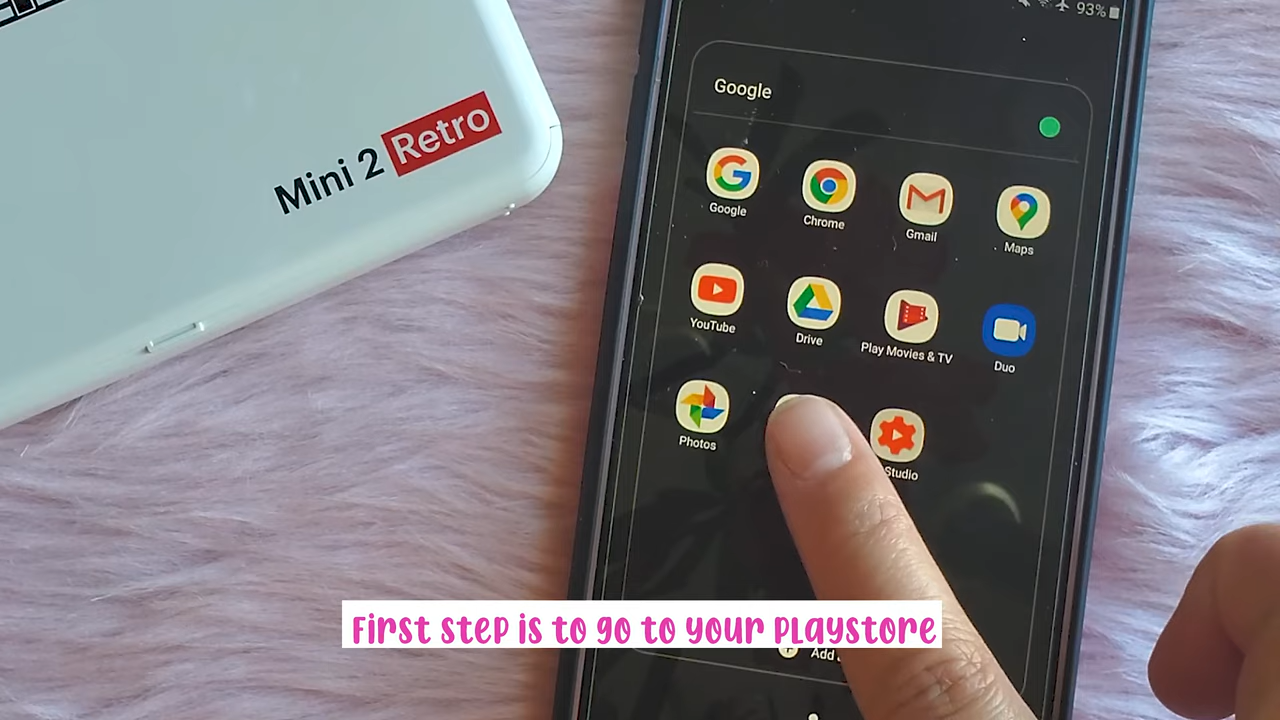 93%
Mini 2 Retro
Google
Google
Chrome
Gmail
Maps
YouTube
Drive
Play Movies & TV
Duo
Photos
Studio
Add
First step is to go to your playstore